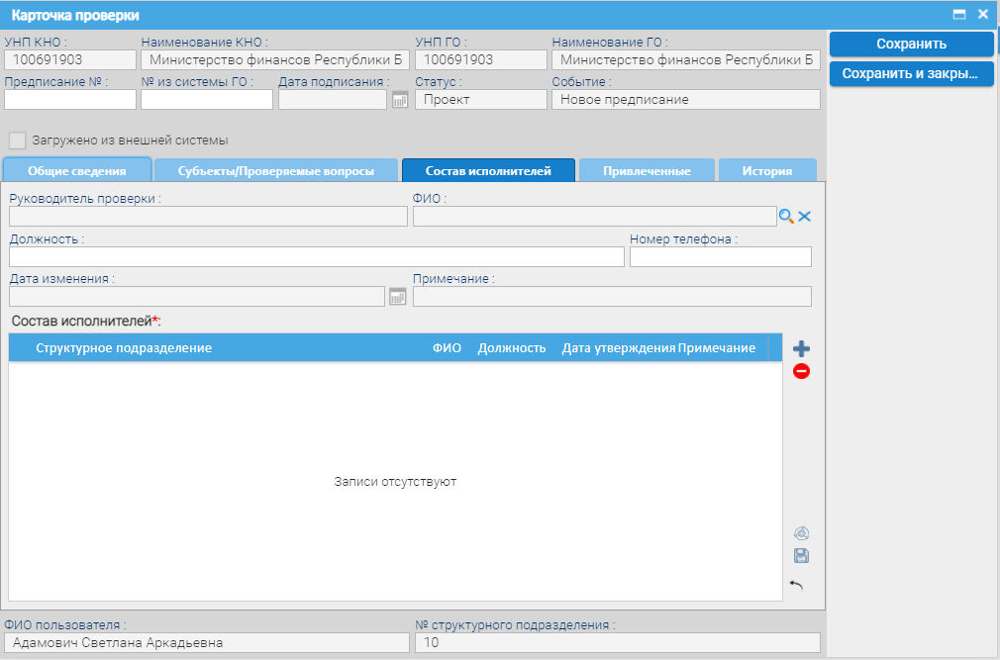 Карточка проверки
УНП КНО : Наименование КНО : УНП ГО : Наименование ГО :
100691903 Министерство финансов Республики Б 100691903 Министерство финансов Республики Б
Сохранить
Предписание № : № из системы ГО : Дата подписания : Статус : Событие :
Сохранить и закры...
Проект Новое предписание
Загружено из внешней системы
Общие сведения Субъекты/Проверяемые вопросы Состав исполнителей Привлеченные История
Руководитель проверки : ФИО :
Должность : Номер телефона :
Дата изменения : Примечание :
Состав исполнителей*:
Структурное подразделение ФИО Должность Дата утверждения Примечание
Записи отсутствуют
ФИО пользователя : № структурного подразделения :
Адамович Светлана Аркадьевна 10